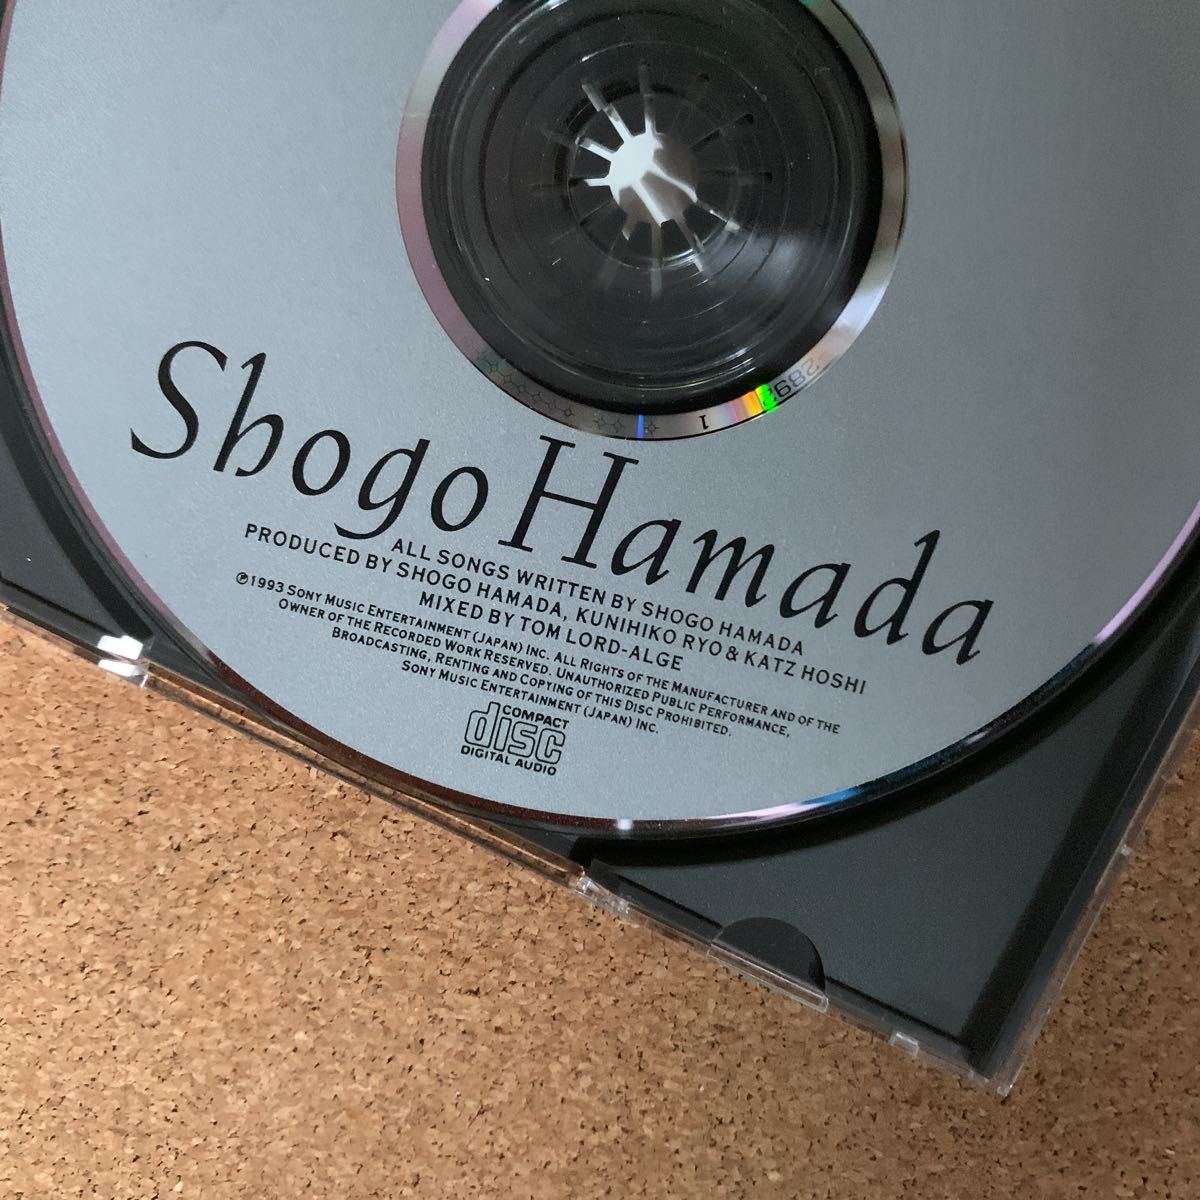 2892
1
Shogo Hamada
ALL SONGS WRITTEN BY SHOGO HAMADA
PRODUCED BY SHOGO HAMADA, KUNIHIKO RYO & KATZ HOSHI
MIXED BY TOM LORD-ALGE
Ⓟ1993 SONY MUSIC ENTERTAINMENT (JAPAN) INC. ALL RIGHTS OF THE MANUFACTURER AND OF THE
OWNER OF THE RECORDED WORK RESERVED. UNAUTHORIZED PUBLIC PERFORMANCE,
BROADCASTING, RENTING AND COPYING OF THIS DISC PROHIBITED.
SONY MUSIC ENTERTAINMENT (JAPAN) INC.
COMPACT
disc
DIGITAL AUDIO